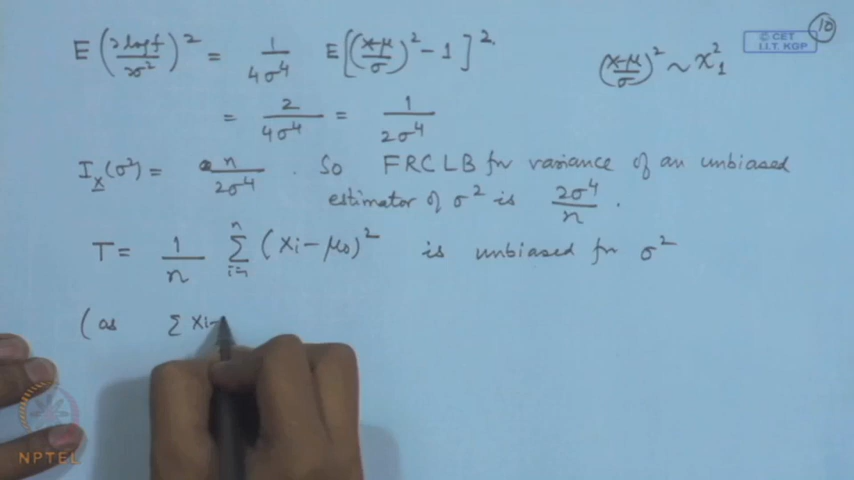 10
© CET
I.I.T. KGP
E(∂logf/∂σ²)² = 1/4σ⁴ E[((x-μ)/σ)² - 1]². ((x-μ)/σ)² ~ χ²₁
= 2/4σ⁴ = 1/2σ⁴
I_X(σ²) = n/2σ⁴ . So FRCLB for variance of an unbiased
estimator of σ² is 2σ⁴/n .
T = 1/n Σ_{i=1}^{n} (Xi - μ₀)² is unbiased for σ²
(as Σ Xi-
NPTEL